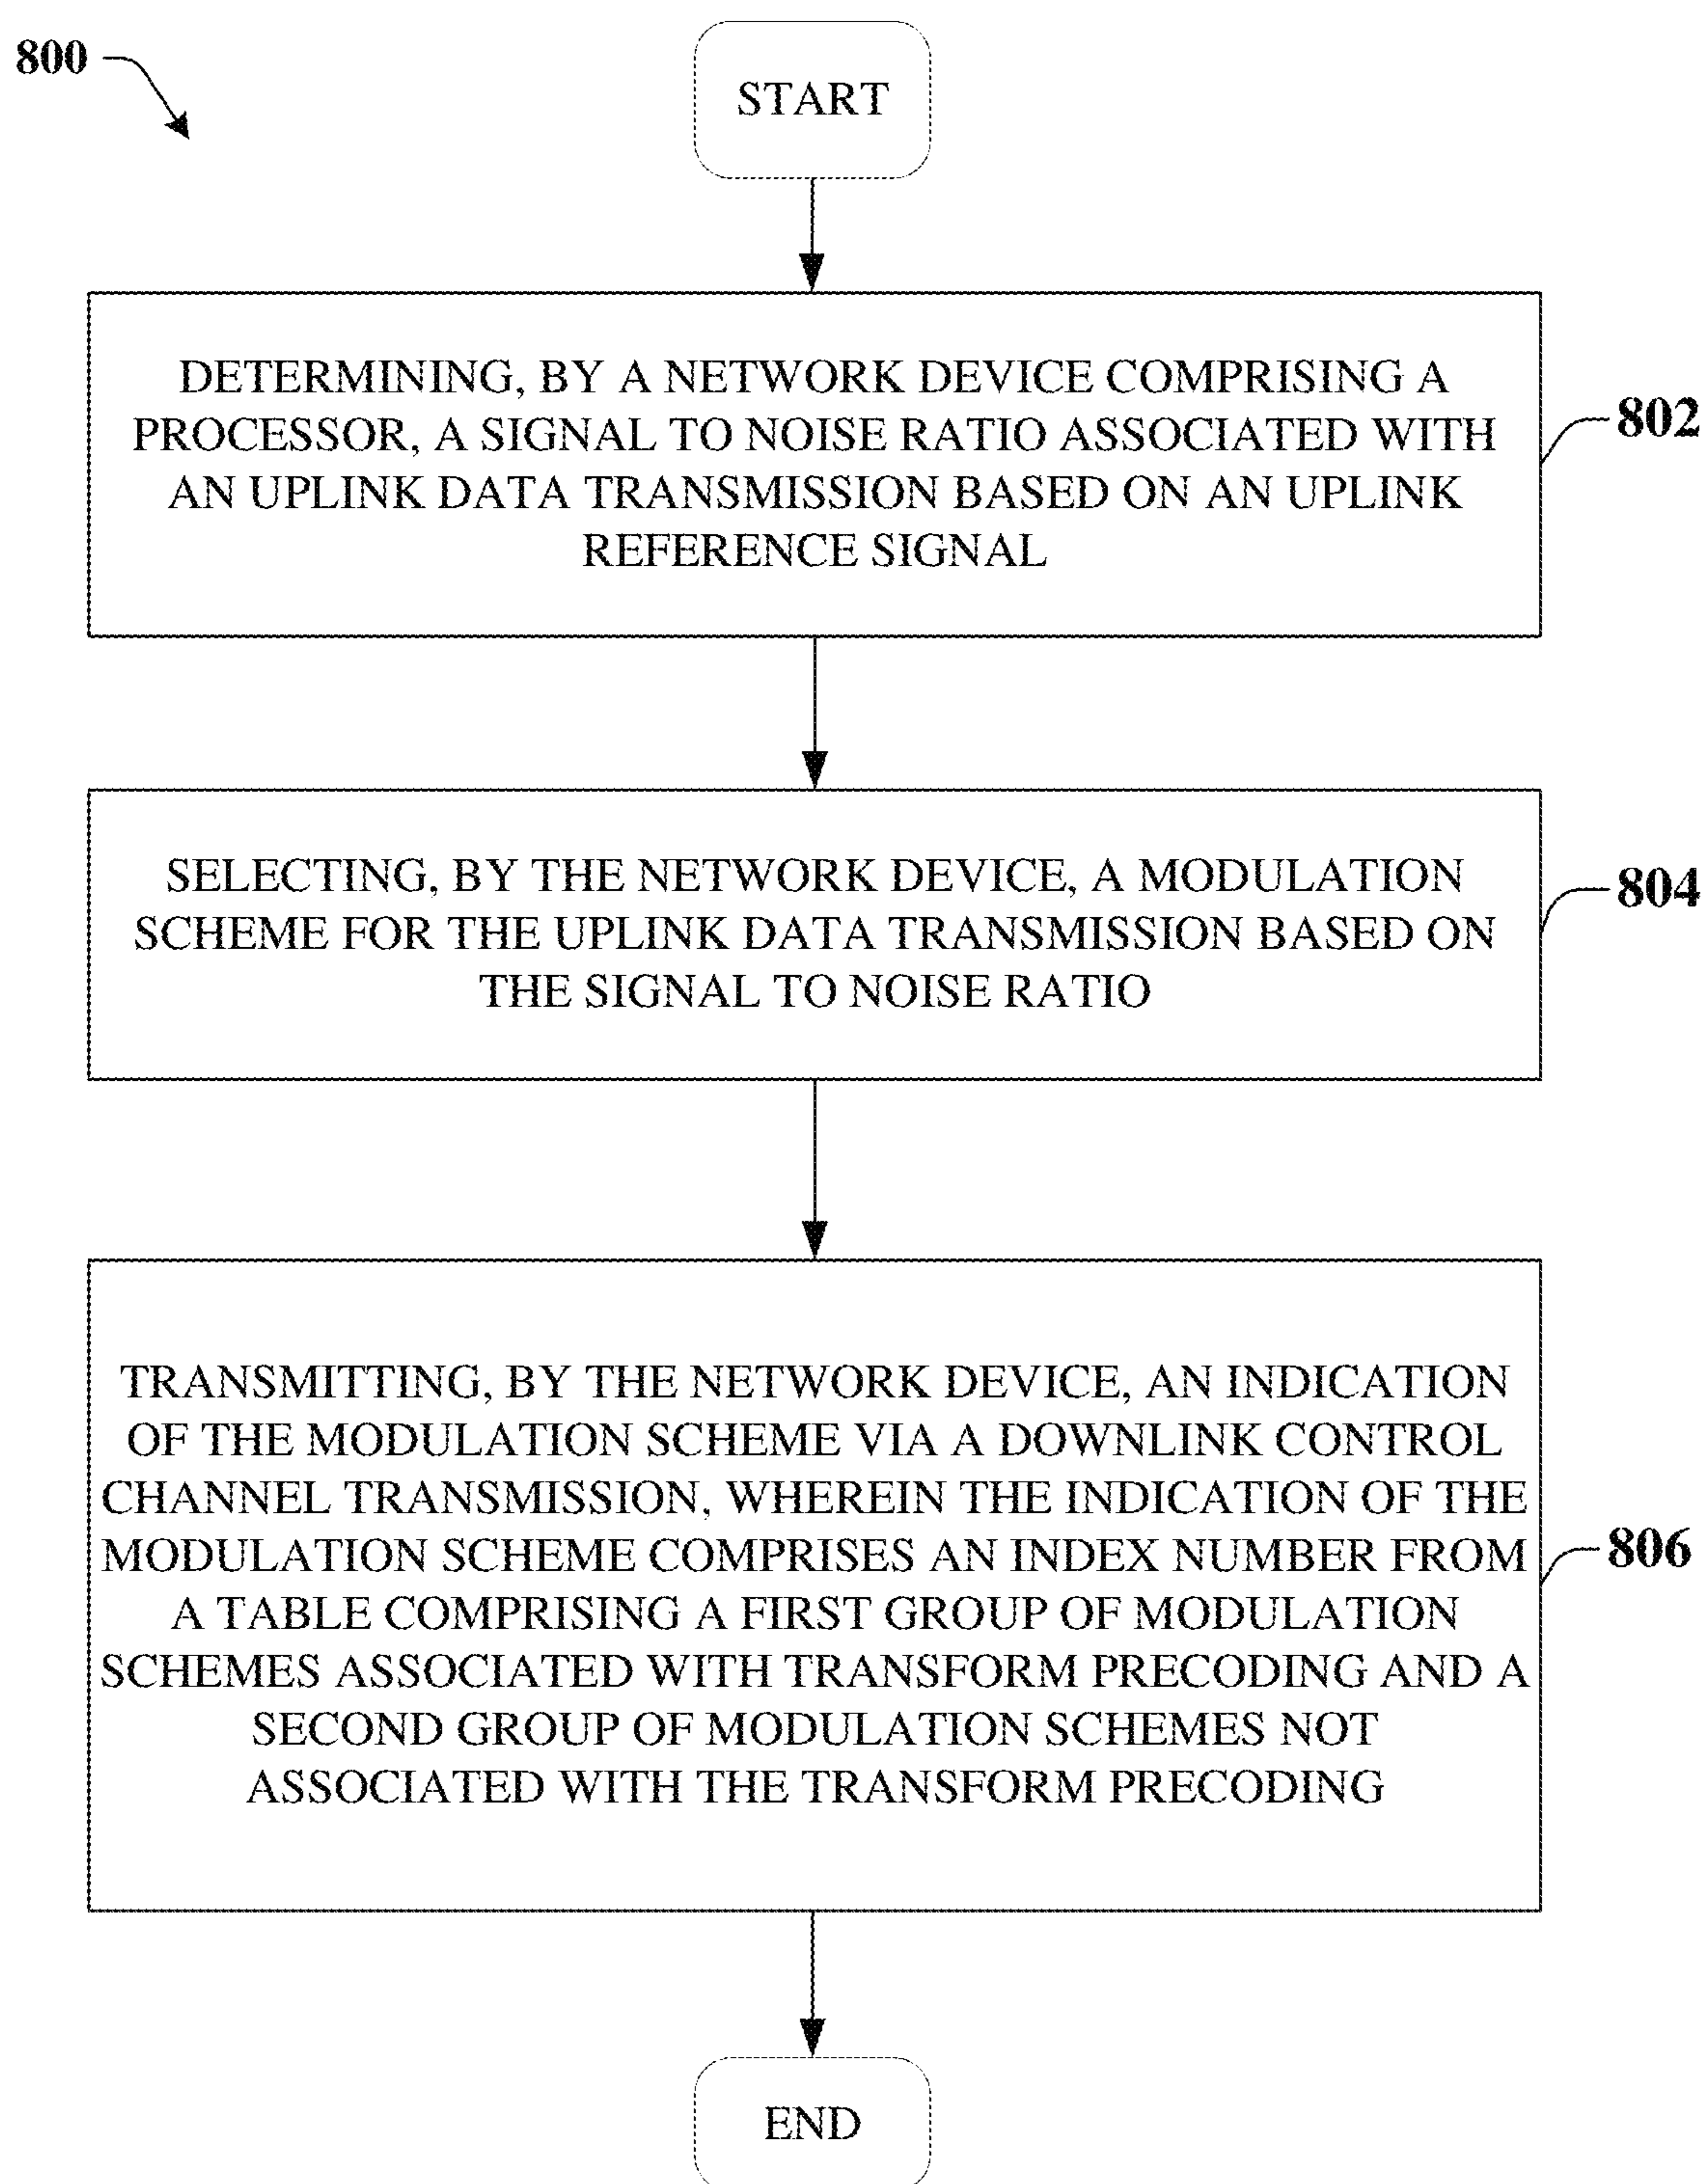 800
START
DETERMINING, BY A NETWORK DEVICE COMPRISING A
PROCESSOR, A SIGNAL TO NOISE RATIO ASSOCIATED WITH
AN UPLINK DATA TRANSMISSION BASED ON AN UPLINK
REFERENCE SIGNAL
802
SELECTING, BY THE NETWORK DEVICE, A MODULATION
SCHEME FOR THE UPLINK DATA TRANSMISSION BASED ON
THE SIGNAL TO NOISE RATIO
804
TRANSMITTING, BY THE NETWORK DEVICE, AN INDICATION
OF THE MODULATION SCHEME VIA A DOWNLINK CONTROL
CHANNEL TRANSMISSION, WHEREIN THE INDICATION OF THE
MODULATION SCHEME COMPRISES AN INDEX NUMBER FROM
A TABLE COMPRISING A FIRST GROUP OF MODULATION
SCHEMES ASSOCIATED WITH TRANSFORM PRECODING AND A
SECOND GROUP OF MODULATION SCHEMES NOT
ASSOCIATED WITH THE TRANSFORM PRECODING
806
END